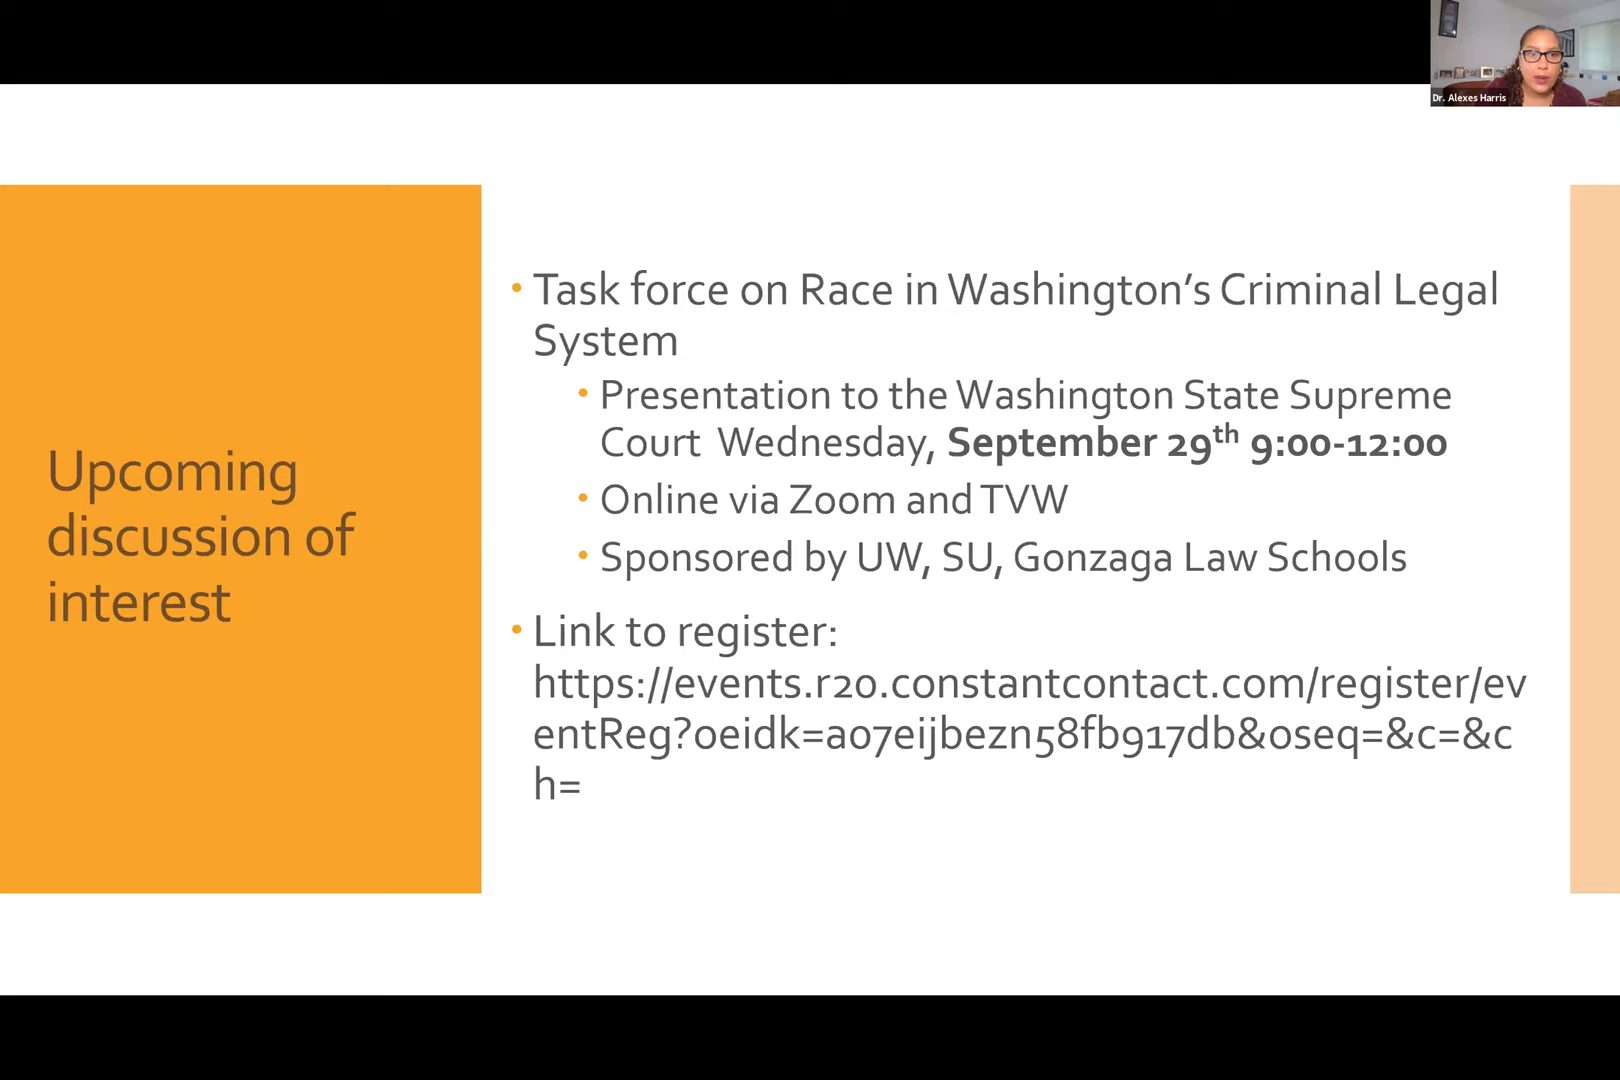 Dr. Alexes Harris
Upcoming
discussion of
interest
• Task force on Race in Washington’s Criminal Legal
System
• Presentation to the Washington State Supreme
Court Wednesday, September 29th 9:00-12:00
• Online via Zoom and TVW
• Sponsored by UW, SU, Gonzaga Law Schools
• Link to register:
https://events.r20.constantcontact.com/register/ev
entReg?oeidk=a07eijbezn58fb917db&oseq=&c=&c
h=